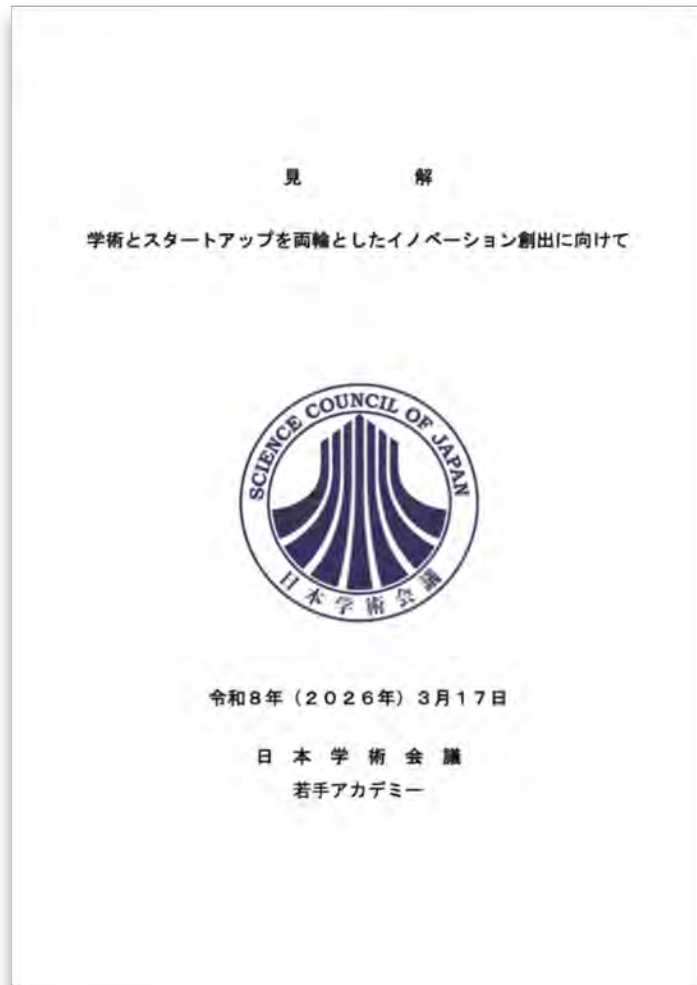 見　　解
学術とスタートアップを両輪としたイノベーション創出に向けて
SCIENCE COUNCIL OF JAPAN
日本学術会議
令和８年（２０２６年）３月１７日
日　本　学　術　会　議
若手アカデミー